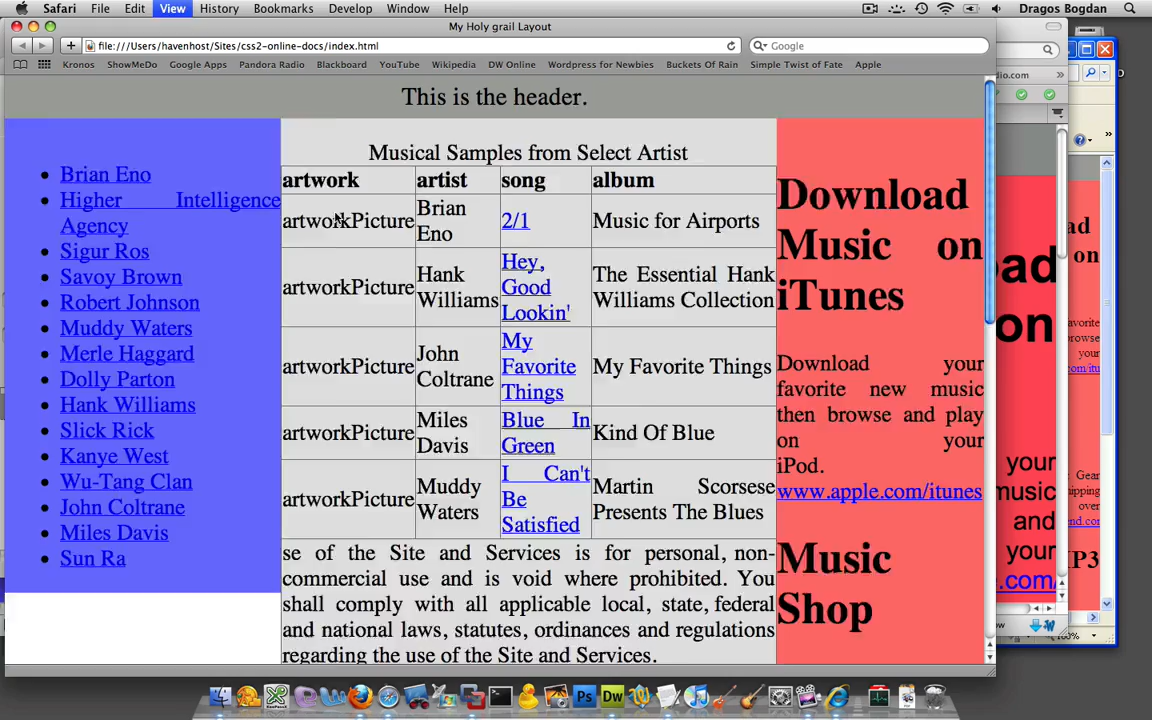 Safari File Edit View History Bookmarks Develop Window Help Dragos Bogdan
My Holy grail Layout
file:///Users/havenhost/Sites/css2-online-docs/index.html
Google
Kronos ShowMeDo Google Apps Pandora Radio Blackboard YouTube Wikipedia DW Online Wordpress for Newbies Buckets Of Rain Simple Twist of Fate Apple
This is the header.
Brian Eno
Higher Intelligence
Agency
Sigur Ros
Savoy Brown
Robert Johnson
Muddy Waters
Merle Haggard
Dolly Parton
Hank Williams
Slick Rick
Kanye West
Wu-Tang Clan
John Coltrane
Miles Davis
Sun Ra
Musical Samples from Select Artist
artwork artist song album
artworkPicture Brian Eno 2/1 Music for Airports
artworkPicture Hank Williams Hey, Good Lookin' The Essential Hank Williams Collection
artworkPicture John Coltrane My Favorite Things My Favorite Things
artworkPicture Miles Davis Blue In Green Kind Of Blue
artworkPicture Muddy Waters I Can't Be Satisfied Martin Scorsese Presents The Blues
se of the Site and Services is for personal, non-
commercial use and is void where prohibited. You
shall comply with all applicable local, state, federal
and national laws, statutes, ordinances and regulations
regarding the use of the Site and Services.
Download
Music on
iTunes
Download your
favorite new music
then browse and play
on your
iPod.
www.apple.com/itunes
Music
Shop
your
music
and
your